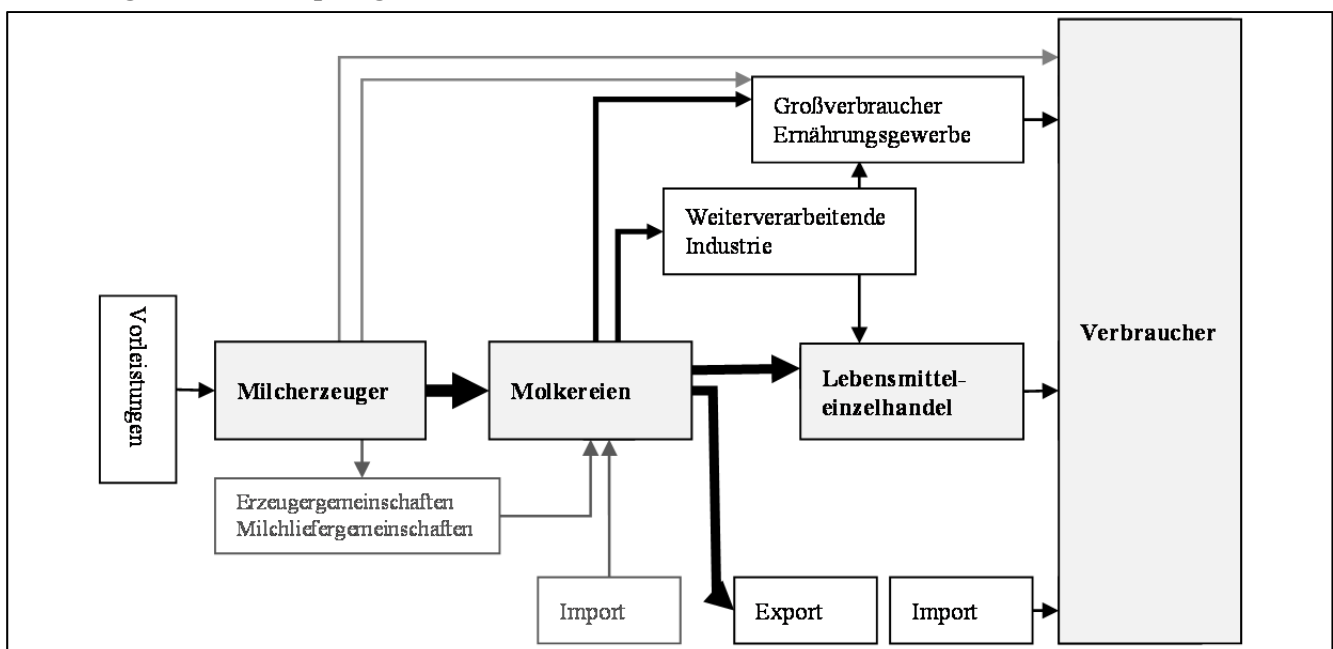 Großverbraucher
Ernährungsgewerbe
Weiterverarbeitende
Industrie
Vorleistungen
Milcherzeuger
Molkereien
Lebensmittel-
einzelhandel
Verbraucher
Erzeugergemeinschaften
Milchliefergemeinschaften
Import
Export
Import